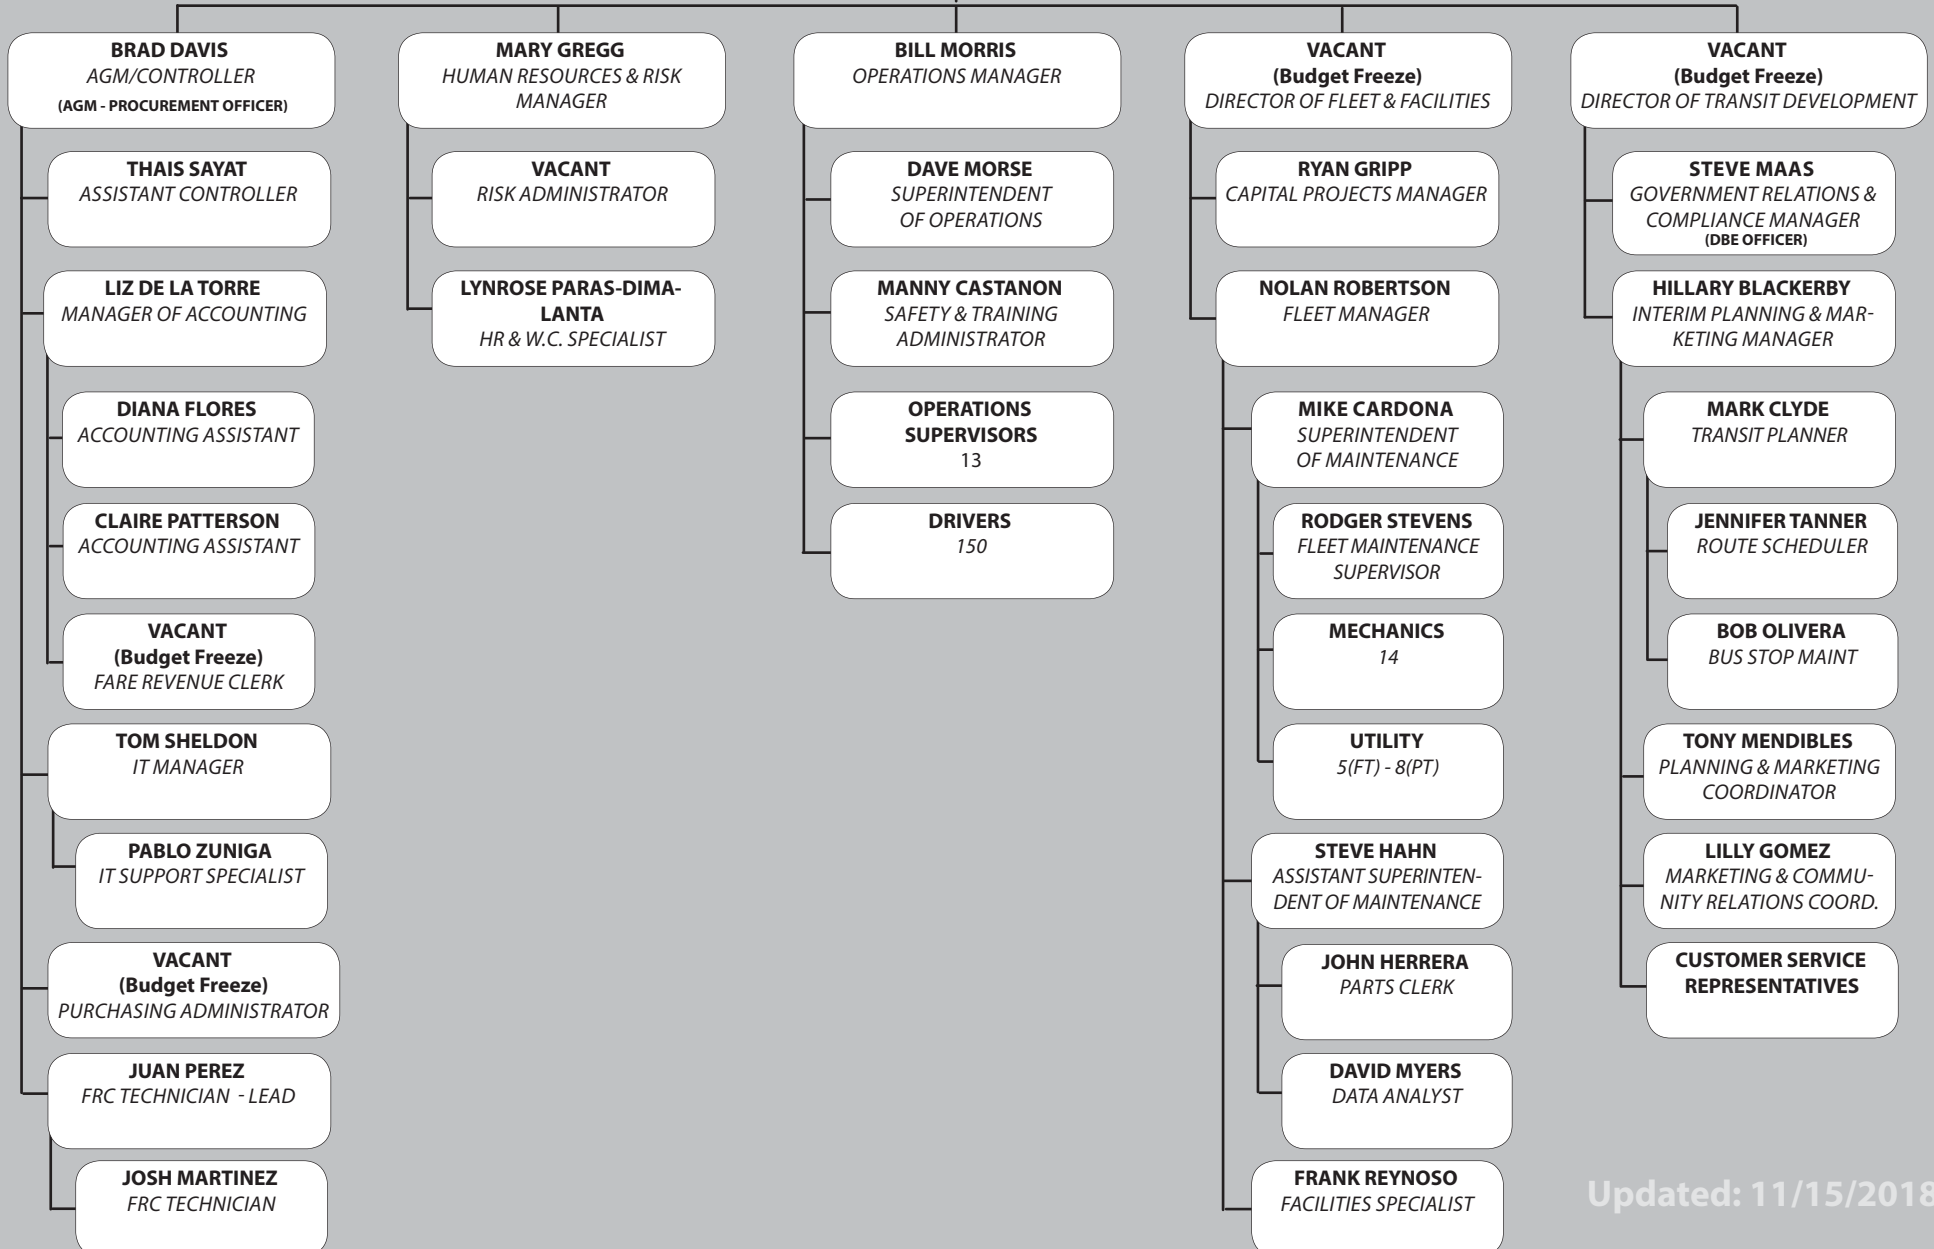 BRAD DAVIS
AGM/CONTROLLER
(AGM - PROCUREMENT OFFICER)
THAIS SAYAT
ASSISTANT CONTROLLER
LIZ DE LA TORRE
MANAGER OF ACCOUNTING
DIANA FLORES
ACCOUNTING ASSISTANT
CLAIRE PATTERSON
ACCOUNTING ASSISTANT
VACANT
(Budget Freeze)
FARE REVENUE CLERK
TOM SHELDON
IT MANAGER
PABLO ZUNIGA
IT SUPPORT SPECIALIST
VACANT
(Budget Freeze)
PURCHASING ADMINISTRATOR
JUAN PEREZ
FRC TECHNICIAN - LEAD
JOSH MARTINEZ
FRC TECHNICIAN
MARY GREGG
HUMAN RESOURCES & RISK
MANAGER
VACANT
RISK ADMINISTRATOR
LYNROSE PARAS-DIMA-
LANTA
HR & W.C. SPECIALIST
BILL MORRIS
OPERATIONS MANAGER
DAVE MORSE
SUPERINTENDENT
OF OPERATIONS
MANNY CASTANON
SAFETY & TRAINING
ADMINISTRATOR
OPERATIONS
SUPERVISORS
13
DRIVERS
150
VACANT
(Budget Freeze)
DIRECTOR OF FLEET & FACILITIES
RYAN GRIPP
CAPITAL PROJECTS MANAGER
NOLAN ROBERTSON
FLEET MANAGER
MIKE CARDONA
SUPERINTENDENT
OF MAINTENANCE
RODGER STEVENS
FLEET MAINTENANCE
SUPERVISOR
MECHANICS
14
UTILITY
5(FT) - 8(PT)
STEVE HAHN
ASSISTANT SUPERINTEN-
DENT OF MAINTENANCE
JOHN HERRERA
PARTS CLERK
DAVID MYERS
DATA ANALYST
FRANK REYNOSO
FACILITIES SPECIALIST
VACANT
(Budget Freeze)
DIRECTOR OF TRANSIT DEVELOPMENT
STEVE MAAS
GOVERNMENT RELATIONS &
COMPLIANCE MANAGER
(DBE OFFICER)
HILLARY BLACKERBY
INTERIM PLANNING & MAR-
KETING MANAGER
MARK CLYDE
TRANSIT PLANNER
JENNIFER TANNER
ROUTE SCHEDULER
BOB OLIVERA
BUS STOP MAINT
TONY MENDIBLES
PLANNING & MARKETING
COORDINATOR
LILLY GOMEZ
MARKETING & COMMU-
NITY RELATIONS COORD.
CUSTOMER SERVICE
REPRESENTATIVES
Updated: 11/15/2018